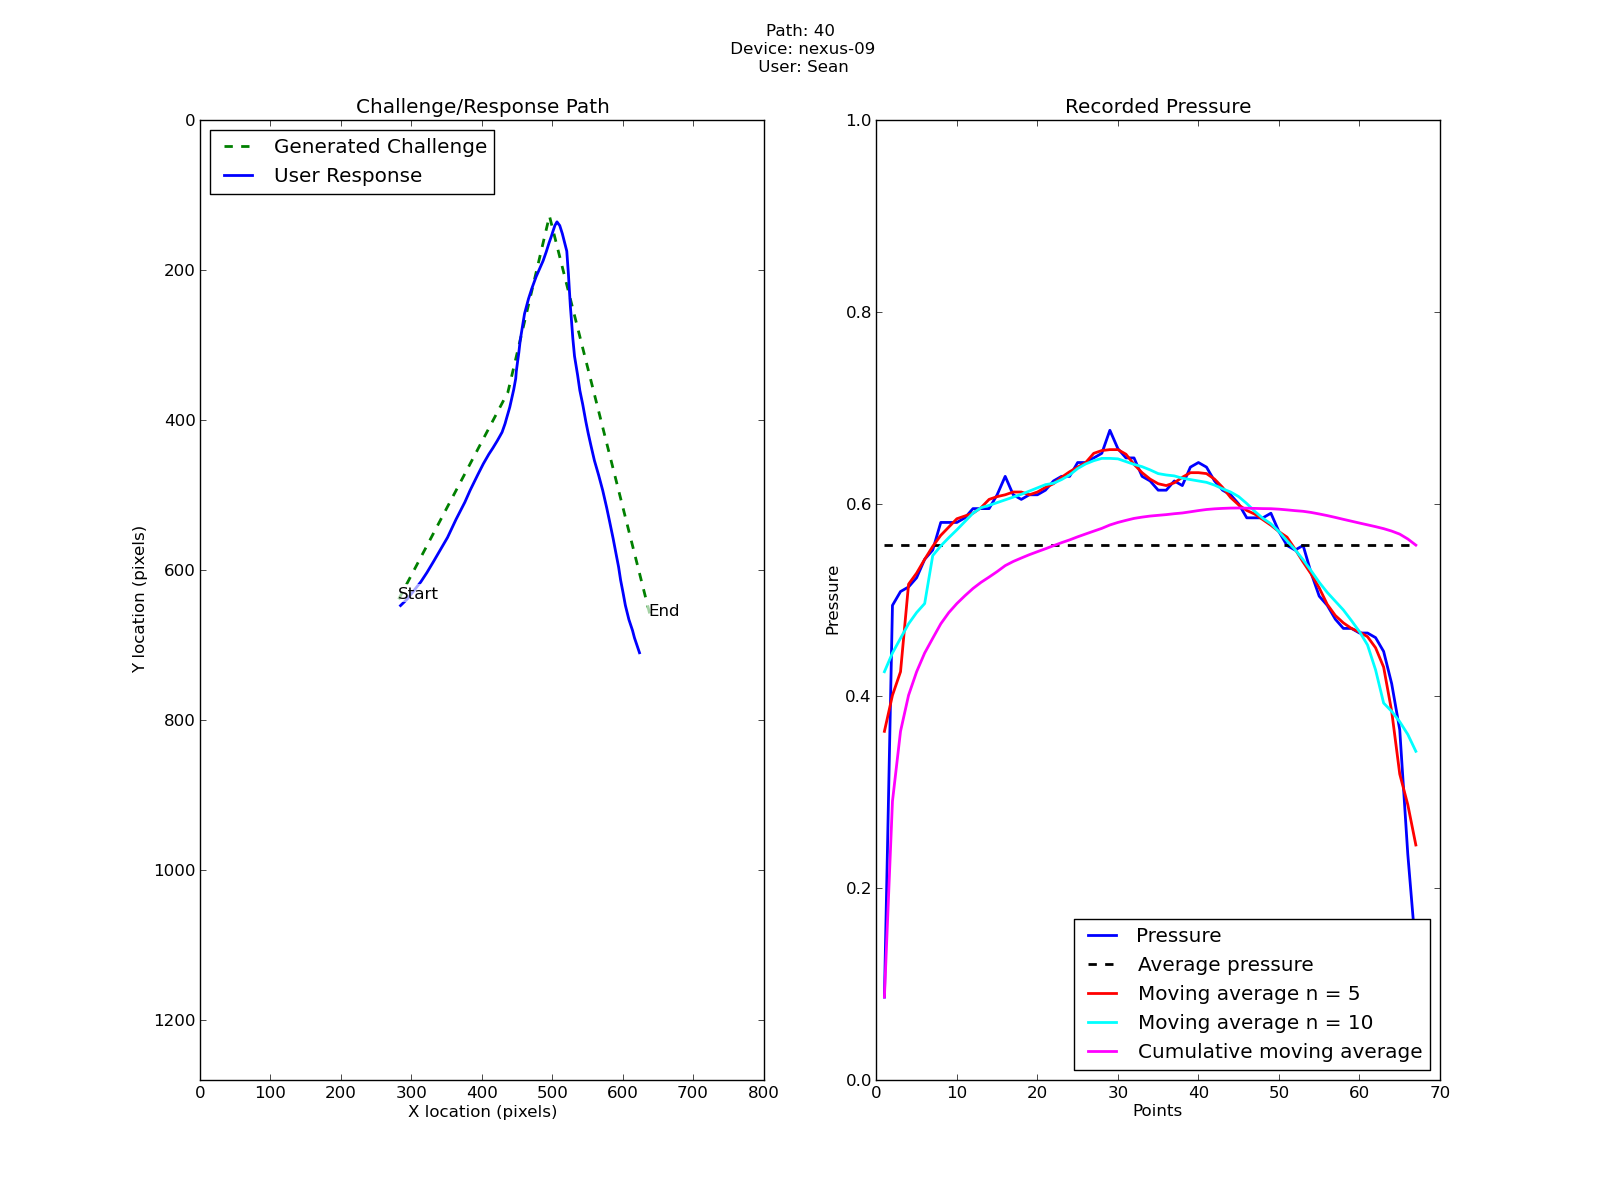 Path: 40
Device: nexus-09
User: Sean
Challenge/Response Path
0
200
400
600
800
1000
1200
Y location (pixels)
Generated Challenge
User Response
Start
End
0 100 200 300 400 500 600 700 800
X location (pixels)
Recorded Pressure
1.0
0.8
0.6
0.4
0.2
0.0
Pressure
Pressure
Average pressure
Moving average n = 5
Moving average n = 10
Cumulative moving average
0 10 20 30 40 50 60 70
Points